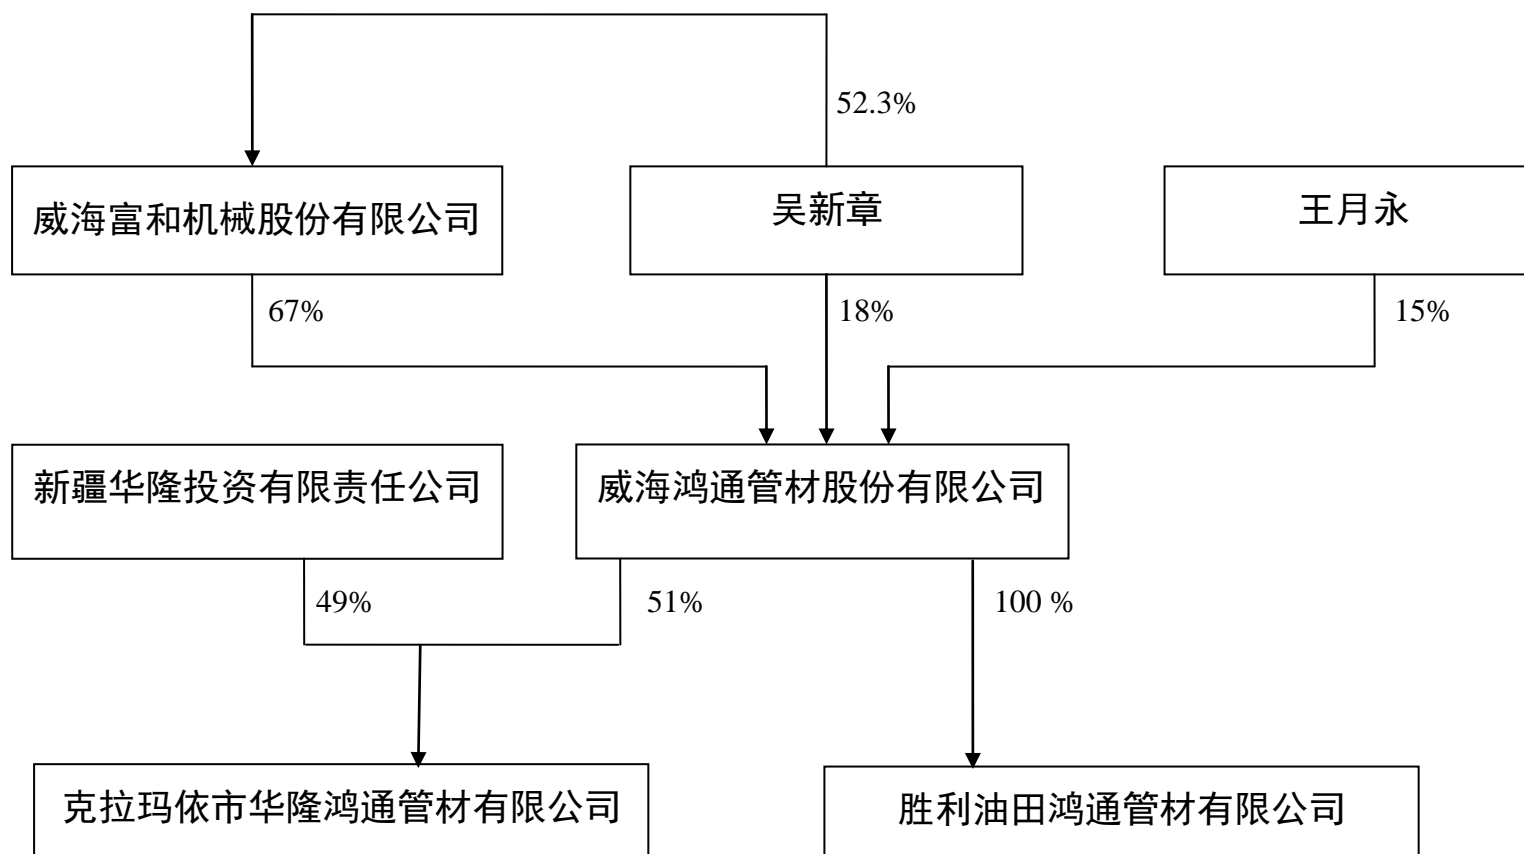 52.3%
威海富和机械股份有限公司
吴新章
王月永
67%
18%
15%
新疆华隆投资有限责任公司
威海鸿通管材股份有限公司
49%
51%
100 %
克拉玛依市华隆鸿通管材有限公司
胜利油田鸿通管材有限公司